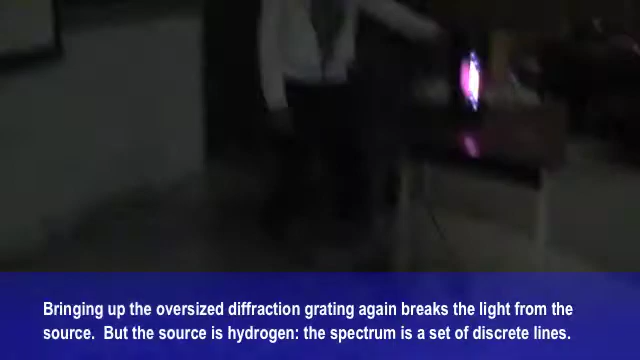 Bringing up the oversized diffraction grating again breaks the light from the
source.  But the source is hydrogen: the spectrum is a set of discrete lines.